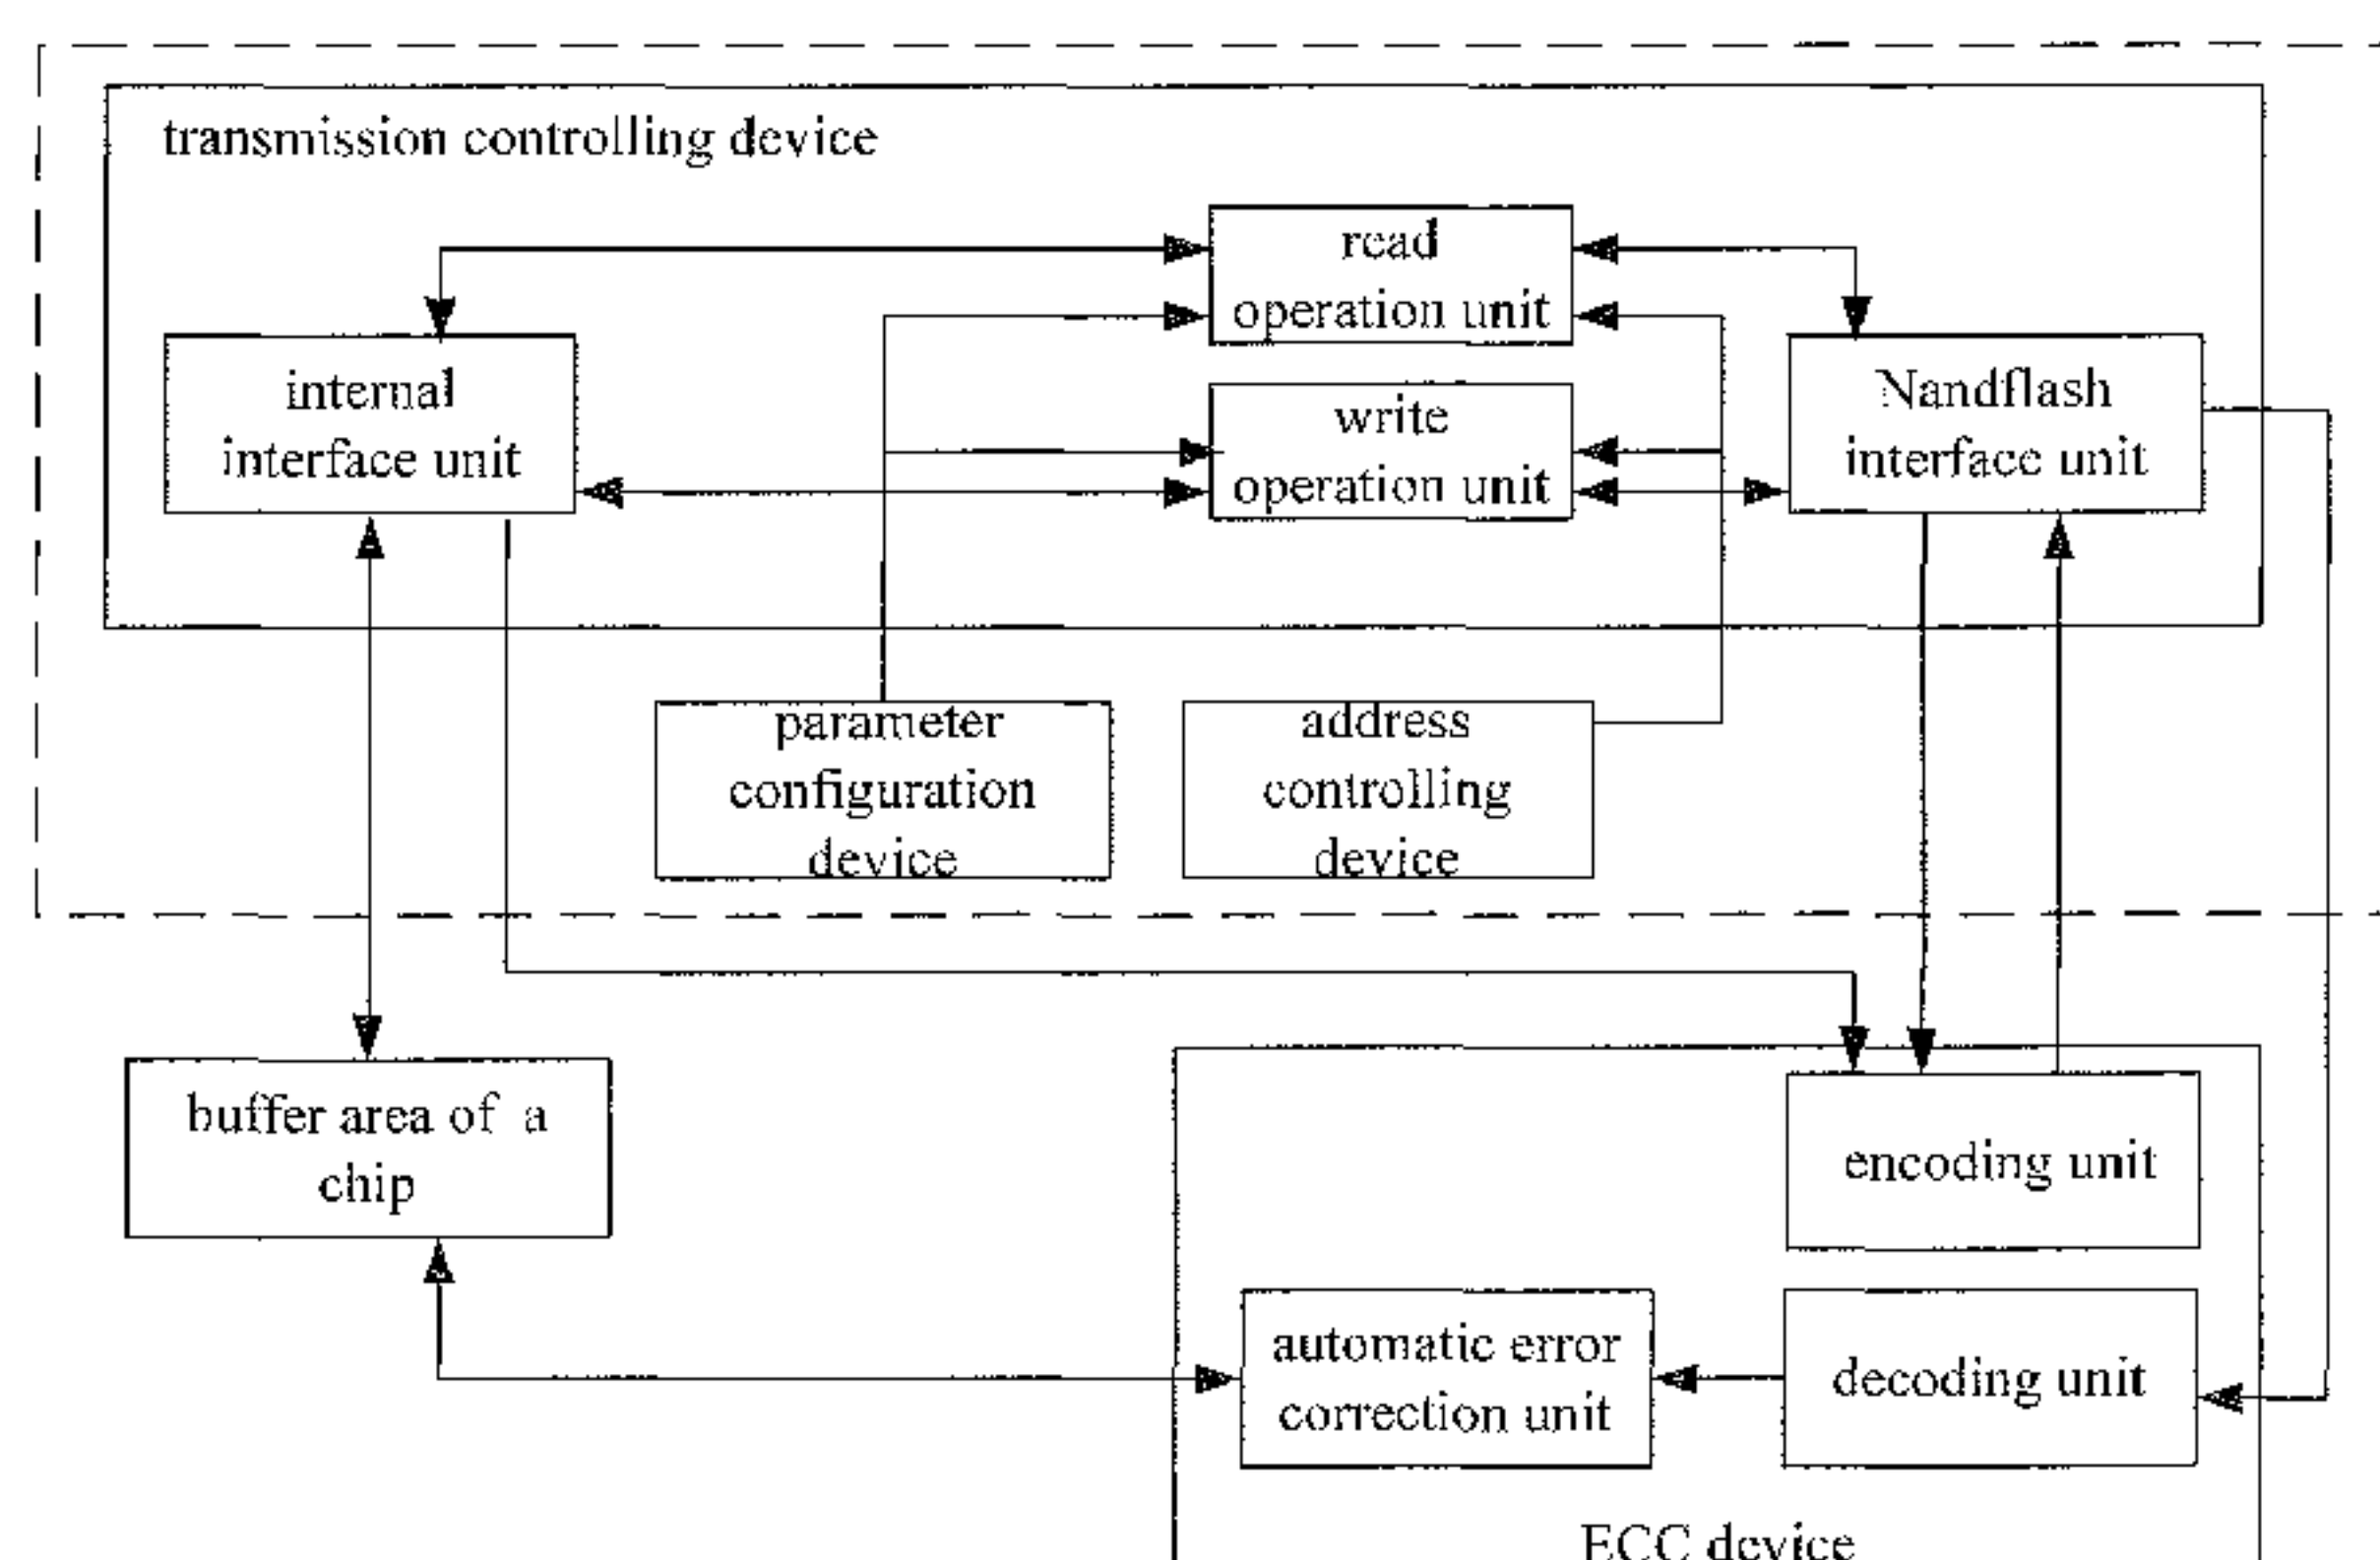 transmission controlling device
read
operation unit
internal
interface unit
write
operation unit
Nandflash
interface unit
parameter
configuration
device
address
controlling
device
buffer area of a
chip
encoding unit
automatic error
correction unit
decoding unit
ECC device